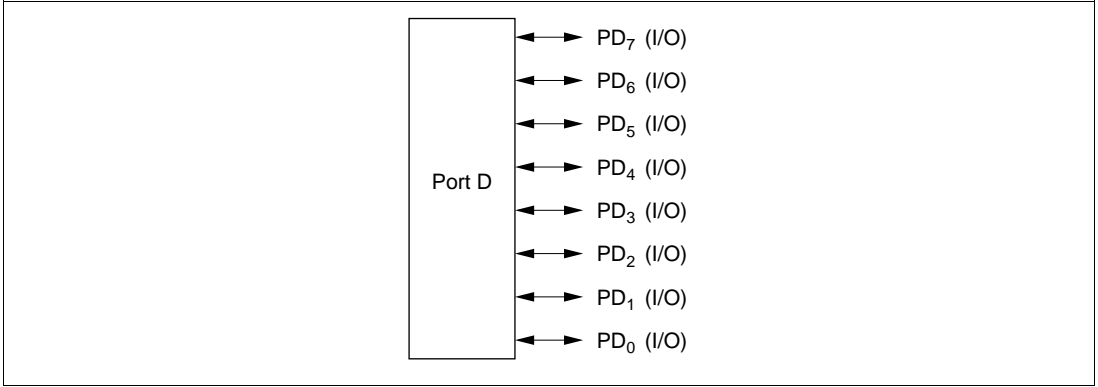 PD₇ (I/O)
PD₆ (I/O)
PD₅ (I/O)
PD₄ (I/O)
Port D
PD₃ (I/O)
PD₂ (I/O)
PD₁ (I/O)
PD₀ (I/O)